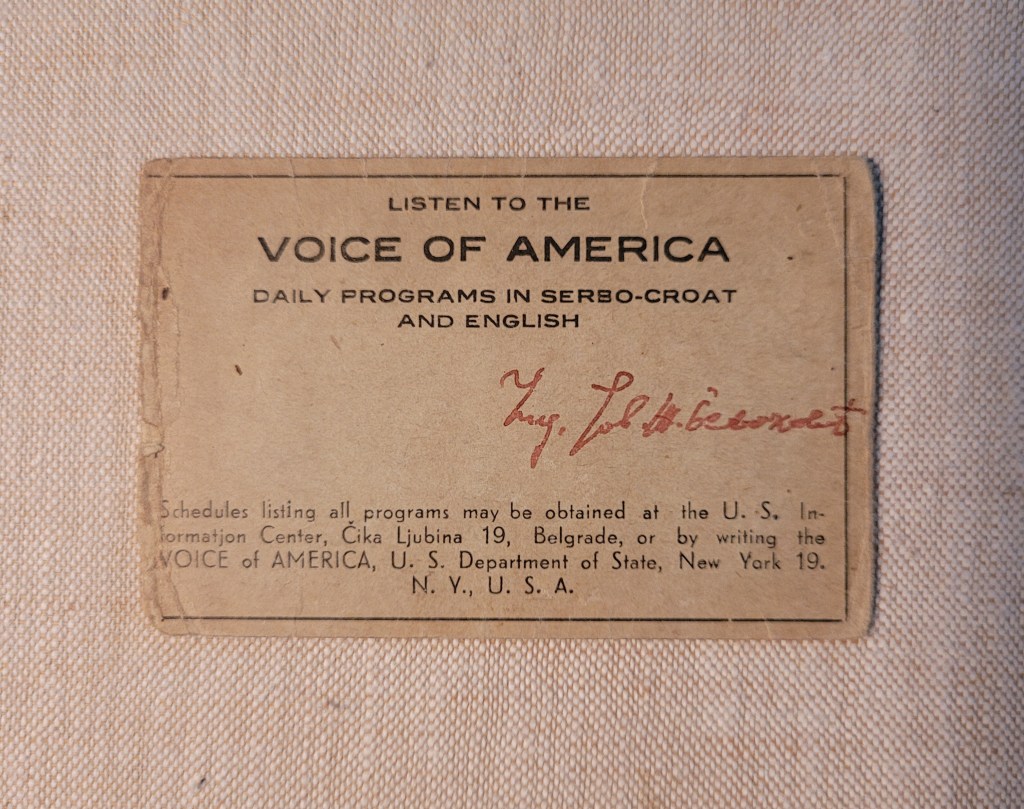 LISTEN TO THE
VOICE OF AMERICA
DAILY PROGRAMS IN SERBO-CROAT
AND ENGLISH
Ing.
Schedules listing all programs may be obtained at the U. S. In-
formation Center, Čika Ljubina 19, Belgrade, or by writing the
VOICE of AMERICA, U. S. Department of State, New York 19.
N. Y., U. S. A.